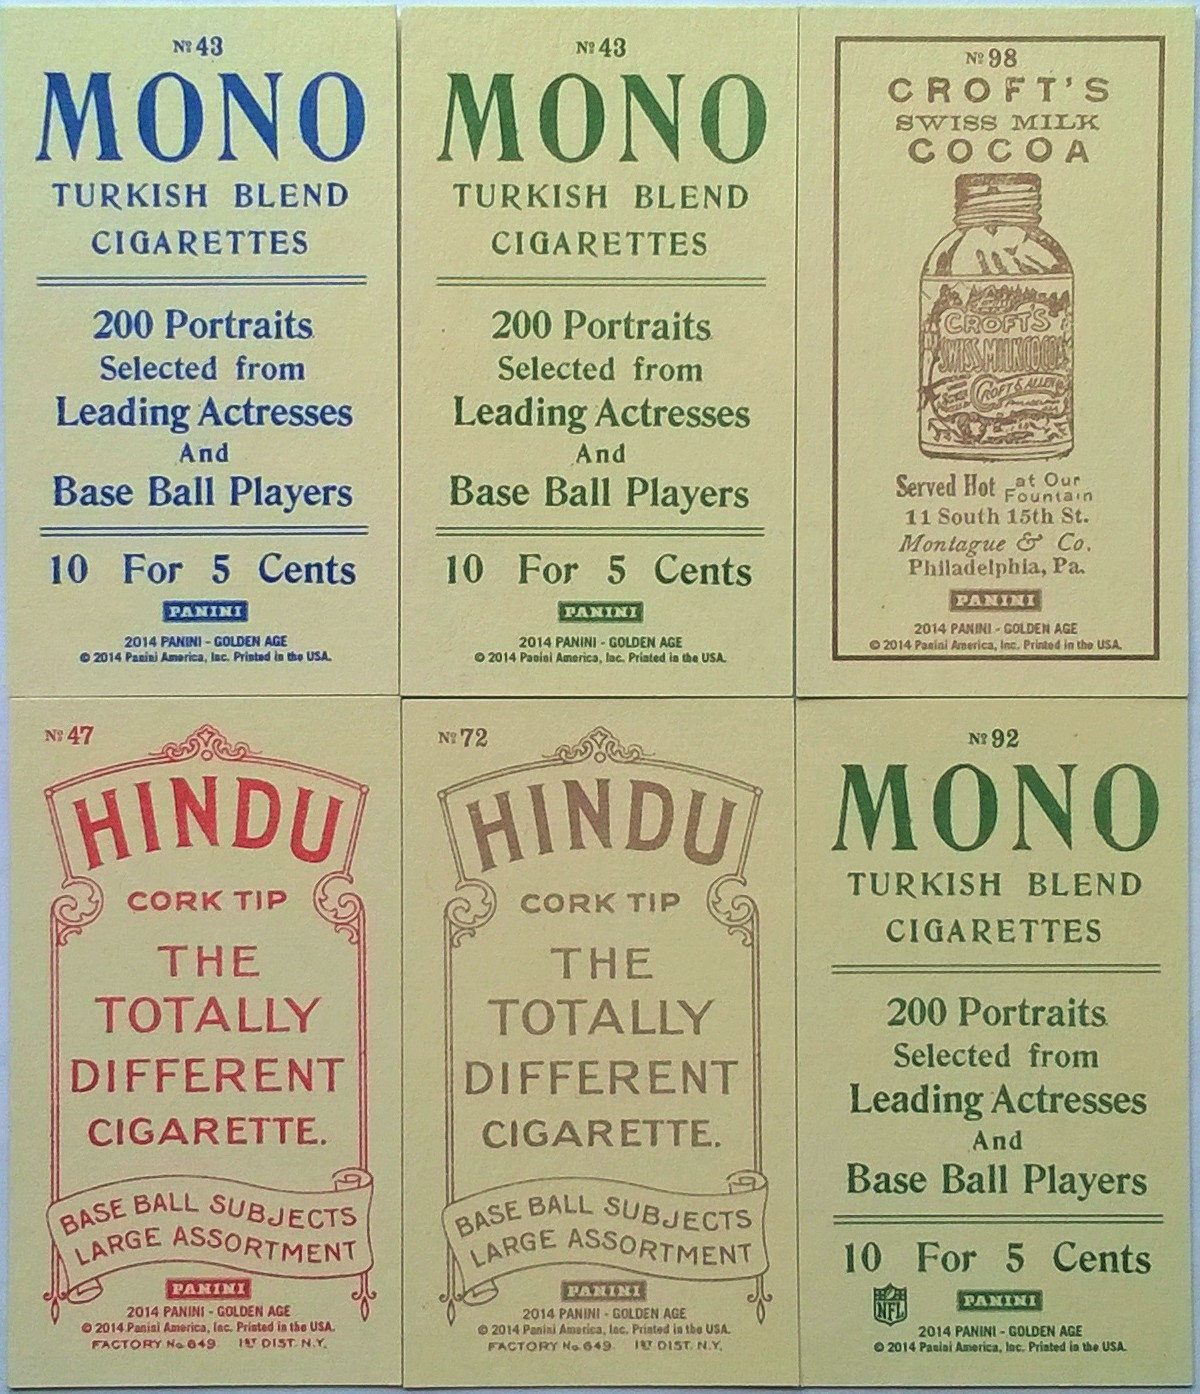 Nº 43
MONO
TURKISH BLEND
CIGARETTES
200 Portraits
Selected from
Leading Actresses
And
Base Ball Players
10 For 5 Cents
PANINI
2014 PANINI - GOLDEN AGE
© 2014 Panini America, Inc. Printed in the USA.
Nº 43
MONO
TURKISH BLEND
CIGARETTES
200 Portraits
Selected from
Leading Actresses
And
Base Ball Players
10 For 5 Cents
PANINI
2014 PANINI - GOLDEN AGE
© 2014 Panini America, Inc. Printed in the USA.
Nº 98
CROFT'S
SWISS MILK
COCOA
CROFT'S
SWISS MILK COCOA
CROFT & ALLEN
PHILADELPHIA
Served Hot at Our
Fountain
11 South 15th St.
Montague & Co.
Philadelphia, Pa.
PANINI
2014 PANINI - GOLDEN AGE
© 2014 Panini America, Inc. Printed in the USA.
Nº 47
HINDU
CORK TIP
THE
TOTALLY
DIFFERENT
CIGARETTE.
BASE BALL SUBJECTS
LARGE ASSORTMENT
PANINI
2014 PANINI - GOLDEN AGE
© 2014 Panini America, Inc. Printed in the USA.
FACTORY No. 649 1ST DIST. N.Y.
Nº 72
HINDU
CORK TIP
THE
TOTALLY
DIFFERENT
CIGARETTE.
BASE BALL SUBJECTS
LARGE ASSORTMENT
PANINI
2014 PANINI - GOLDEN AGE
© 2014 Panini America, Inc. Printed in the USA.
FACTORY No. 649. 1ST DIST. N.Y.
Nº 92
MONO
TURKISH BLEND
CIGARETTES
200 Portraits
Selected from
Leading Actresses
And
Base Ball Players
10 For 5 Cents
NFL
PANINI
2014 PANINI - GOLDEN AGE
© 2014 Panini America, Inc. Printed in the USA.